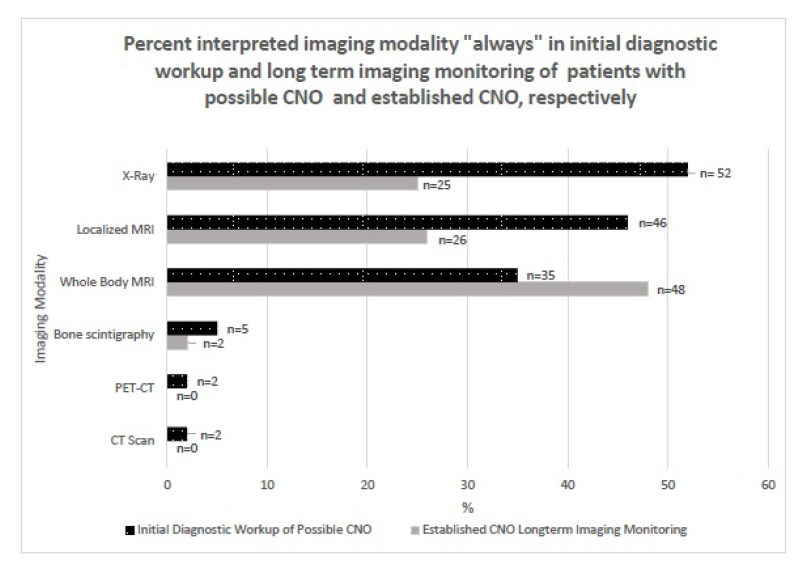 Percent interpreted imaging modality "always" in initial diagnostic
workup and long term imaging monitoring of patients with
possible CNO and established CNO, respectively
Imaging Modality
X-Ray
n= 52
n=25
Localized MRI
n=46
n=26
Whole Body MRI
n=35
n=48
Bone scintigraphy
n=5
n=2
PET-CT
n=2
n=0
CT Scan
n=2
n=0
0 10 20 30 40 50 60
%
Initial Diagnostic Workup of Possible CNO Established CNO Longterm Imaging Monitoring